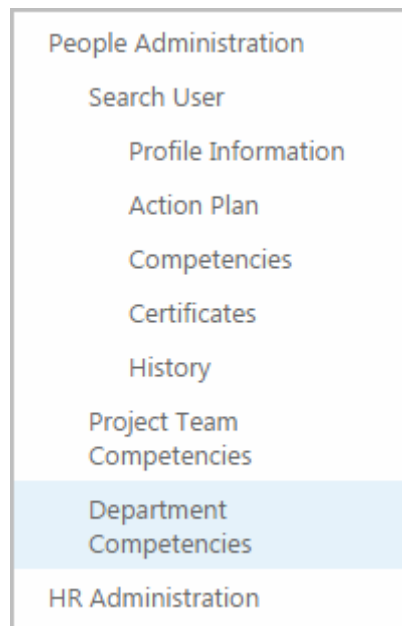 People Administration
Search User
Profile Information
Action Plan
Competencies
Certificates
History
Project Team
Competencies
Department
Competencies
HR Administration